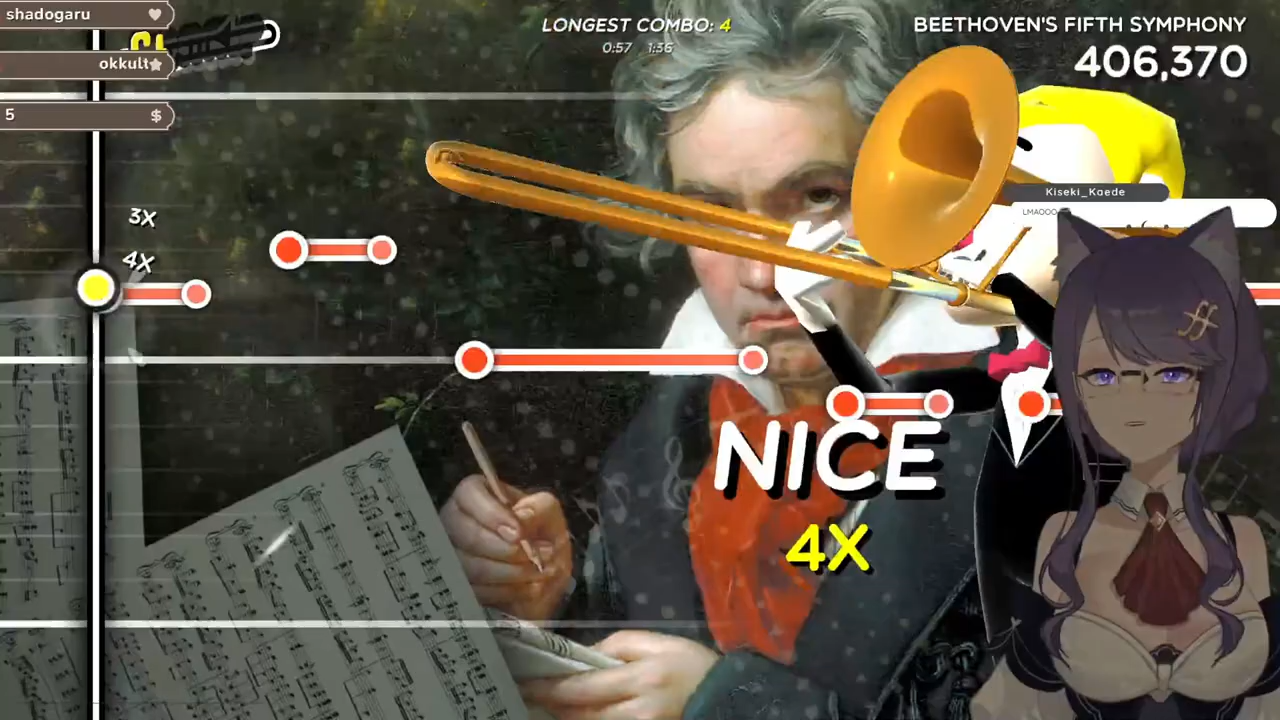 shadogaru
okkult
5
LONGEST COMBO: 4
0:57 1:36
BEETHOVEN'S FIFTH SYMPHONY
406,370
3X
4X
Kiseki_Kaede
NICE
4X